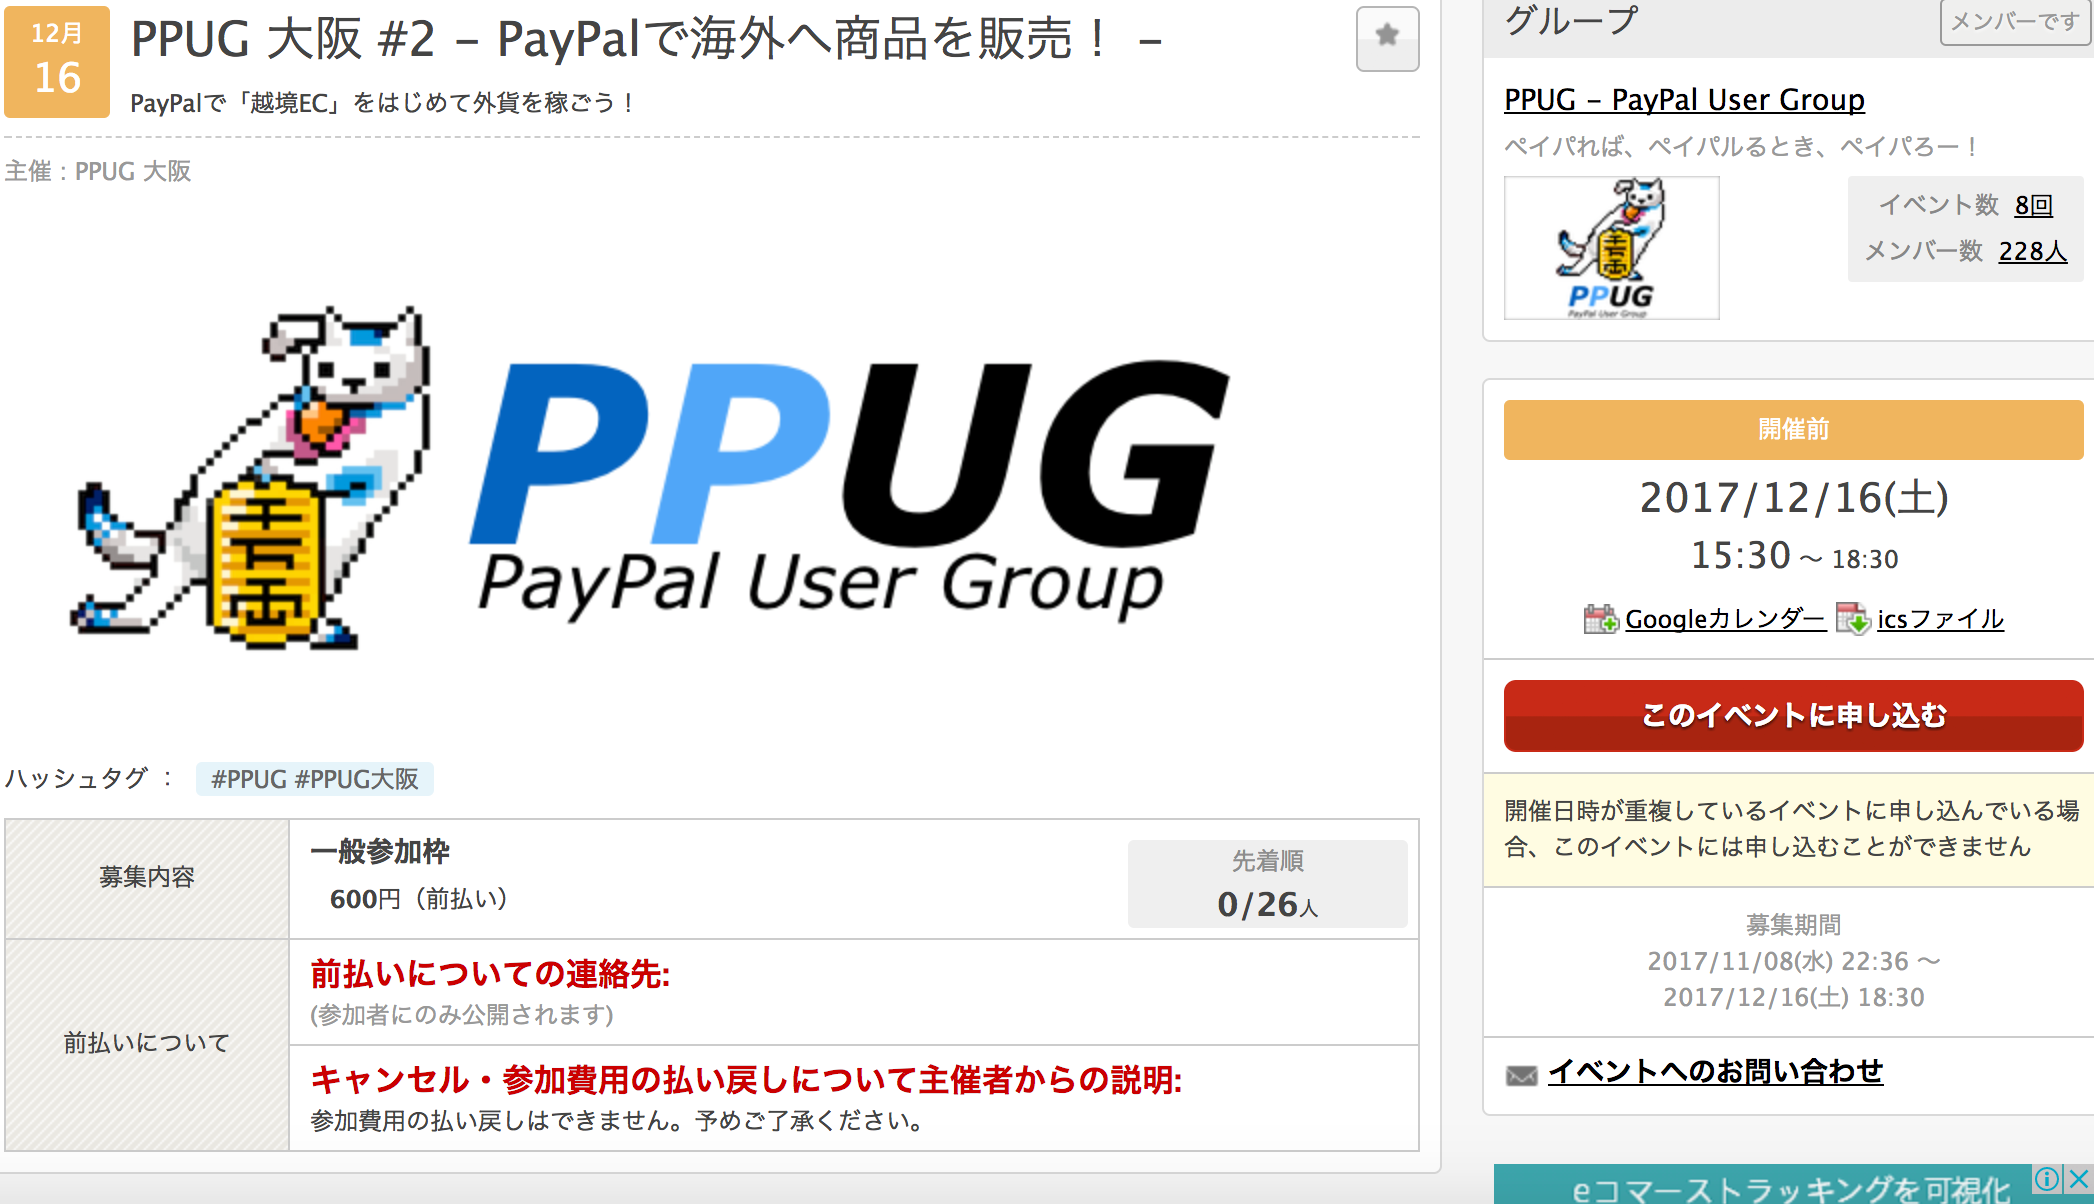 12月
16
PPUG 大阪 #2 – PayPalで海外へ商品を販売！ –
PayPalで「越境EC」をはじめて外貨を稼ごう！
主催：PPUG 大阪
千万両
PPUG
PayPal User Group
ハッシュタグ ： #PPUG #PPUG大阪
募集内容
一般参加枠
600円（前払い）
先着順
0/26人
前払いについて
前払いについての連絡先:
(参加者にのみ公開されます)
キャンセル・参加費用の払い戻しについて主催者からの説明:
参加費用の払い戻しはできません。予めご了承ください。
グループ
メンバーです
PPUG – PayPal User Group
ペイパれば、ペイパルるとき、ペイパろー！
千万両
PPUG
PayPal User Group
イベント数 8回
メンバー数 228人
開催前
2017/12/16(土)
15:30 〜 18:30
Googleカレンダー icsファイル
このイベントに申し込む
開催日時が重複しているイベントに申し込んでいる場
合、このイベントには申し込むことができません
募集期間
2017/11/08(水) 22:36 〜
2017/12/16(土) 18:30
イベントへのお問い合わせ
eコマーストラッキングを可視化